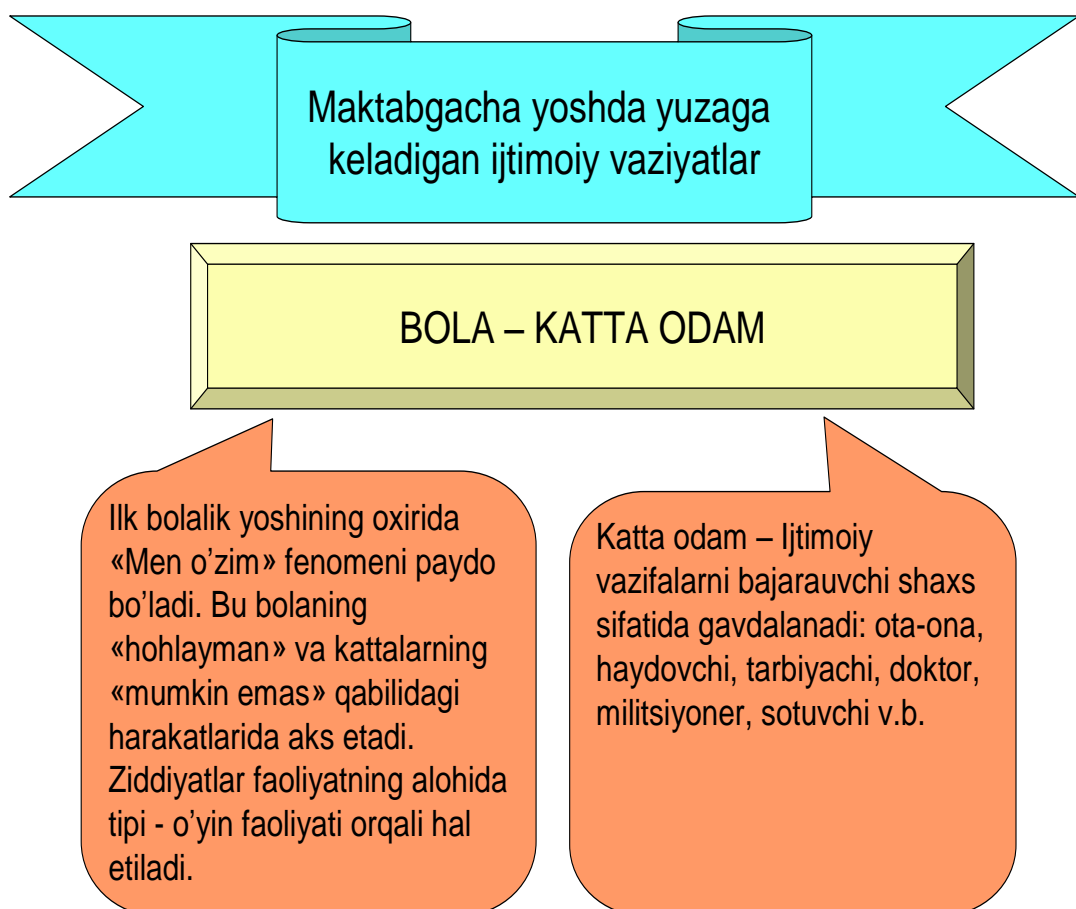 Maktabgacha yoshda yuzaga
keladigan ijtimoiy vaziyatlar
BOLA – KATTA ODAM
Ilk bolalik yoshining oxirida
«Men o’zim» fenomeni paydo
bo’ladi. Bu bolaning
«hohlayman» va kattalarning
«mumkin emas» qabilidagi
harakatlarida aks etadi.
Ziddiyatlar faoliyatning alohida
tipi - o’yin faoliyati orqali hal
etiladi.
Katta odam – Ijtimoiy
vazifalarni bajarauvchi shaxs
sifatida gavdalanadi: ota-ona,
haydovchi, tarbiyachi, doktor,
militsiyoner, sotuvchi v.b.